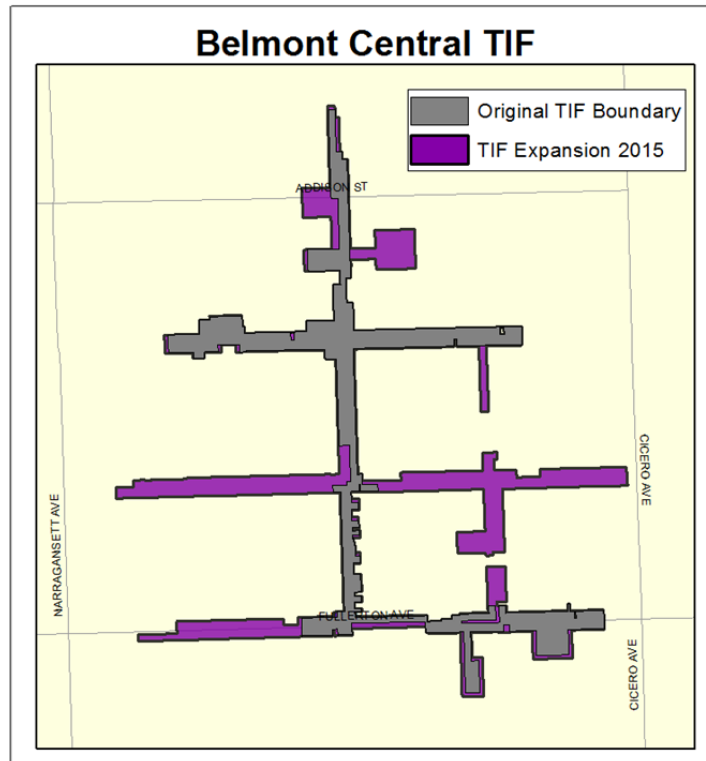 Belmont Central TIF
Original TIF Boundary
TIF Expansion 2015
ADDISON ST
CICERO AVE
NARRAGANSETT AVE
FULLERTON AVE
CICERO AVE